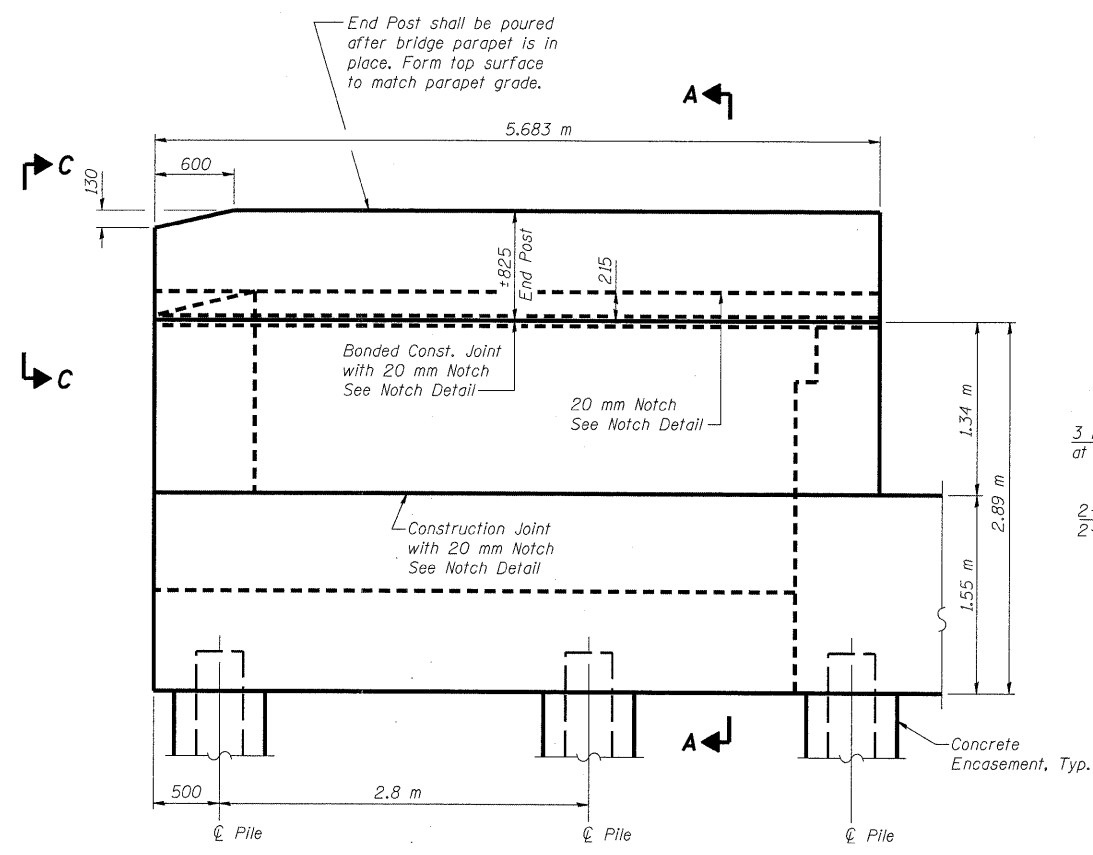 End Post shall be poured
after bridge parapet is in
place. Form top surface
to match parapet grade.
A
5.683 m
C
600
130
±825
End Post
215
C
Bonded Const. Joint
with 20 mm Notch
See Notch Detail
20 mm Notch
See Notch Detail
1.34 m
2.89 m
3
at
Construction Joint
with 20 mm Notch
See Notch Detail
1.55 m
A
Concrete
Encasement, Typ.
500
2.8 m
℄ Pile
℄ Pile
℄ Pile